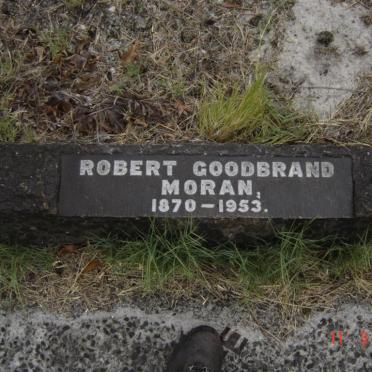 ROBERT GOODBRAND
MORAN,
1870-1953.